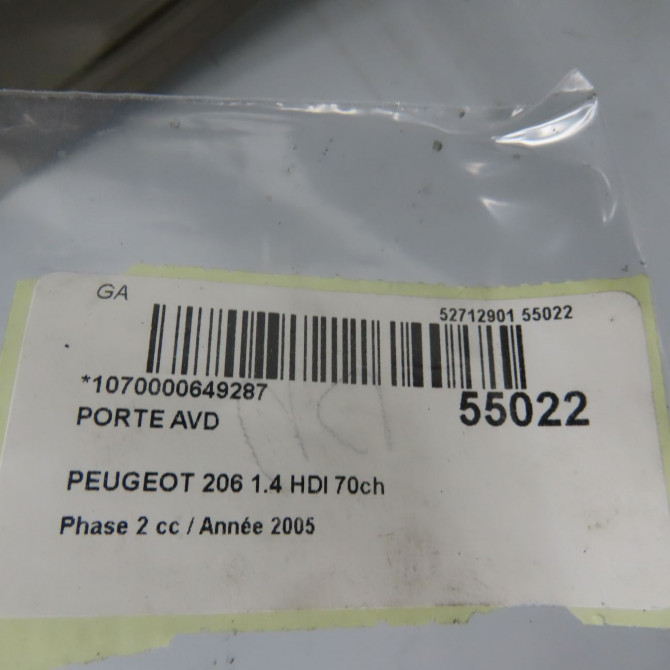 GA
52712901 55022
*1070000649287
55022
PORTE AVD
PEUGEOT 206 1.4 HDI 70ch
Phase 2 cc / Année 2005